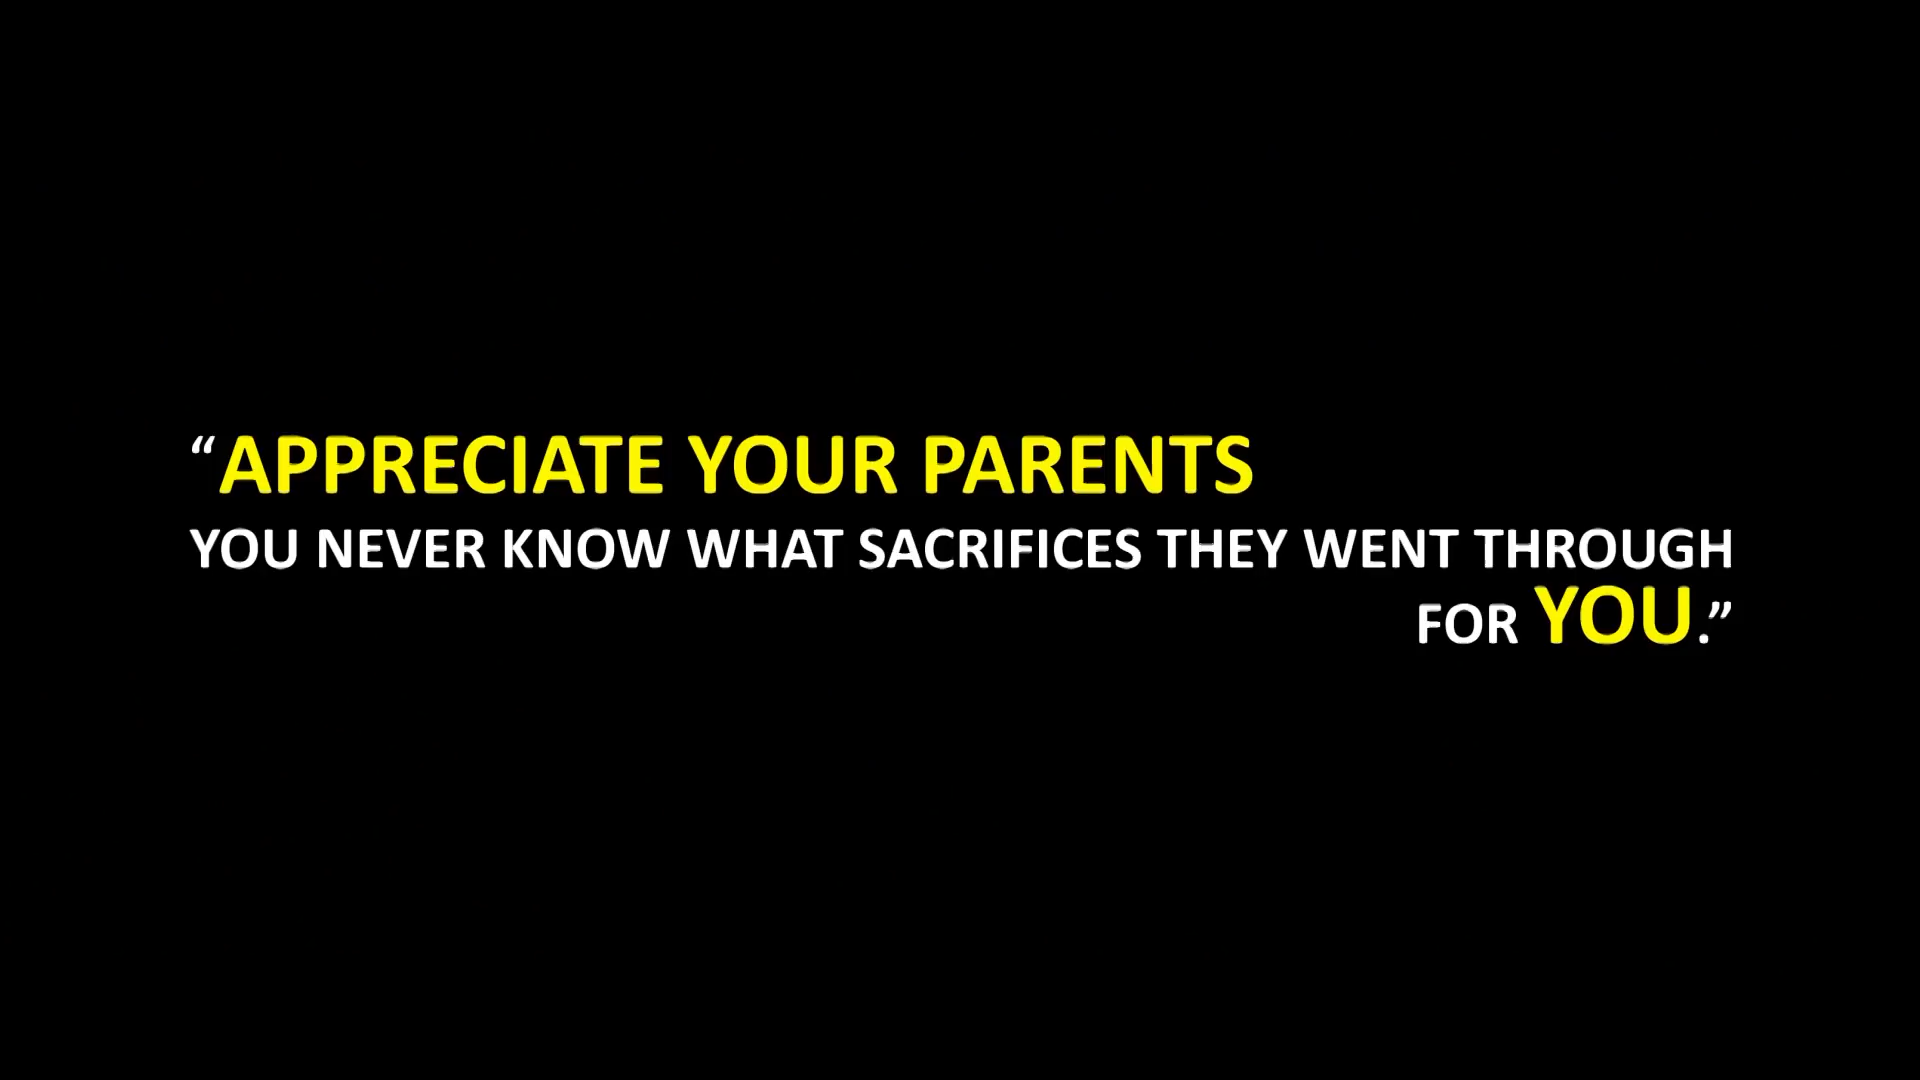 “APPRECIATE YOUR PARENTS
YOU NEVER KNOW WHAT SACRIFICES THEY WENT THROUGH
FOR YOU.”